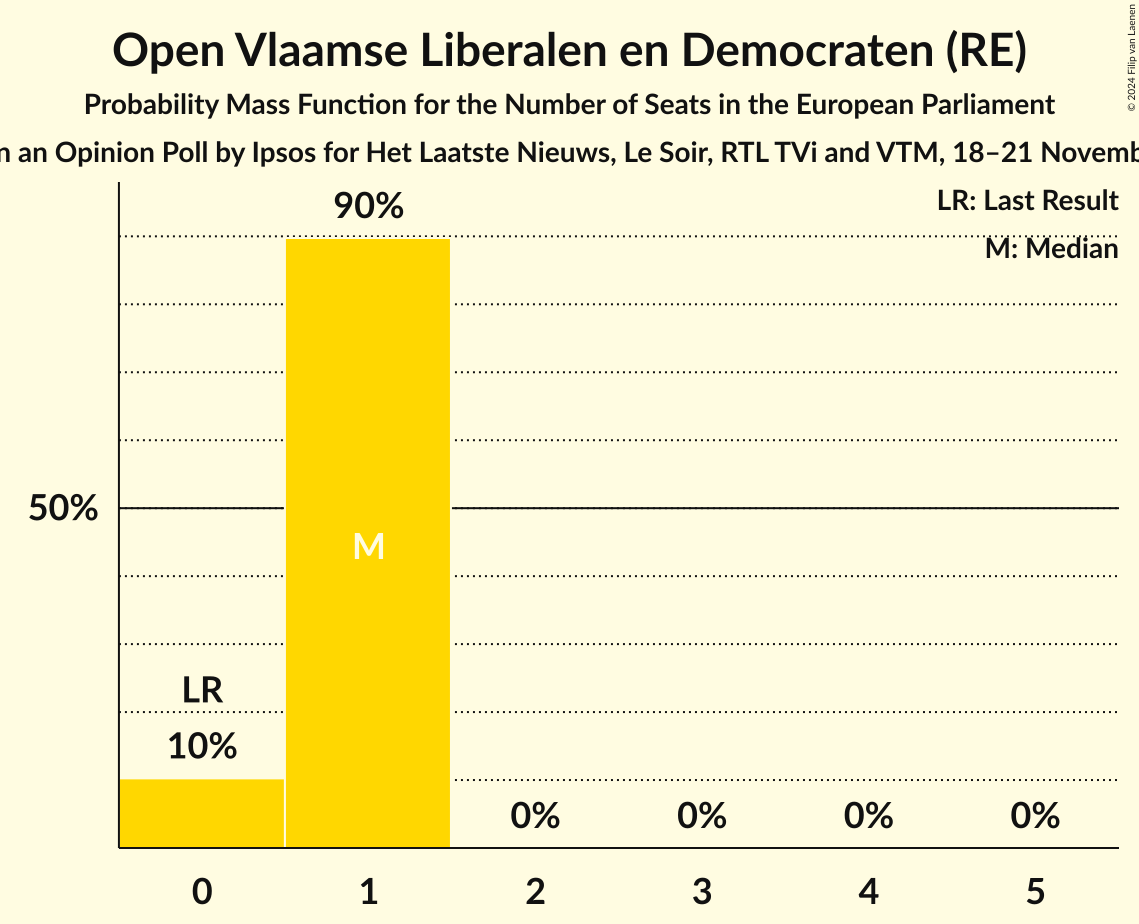 Open Vlaamse Liberalen en Democraten (RE)
Probability Mass Function for the Number of Seats in the European Parliament
an Opinion Poll by Ipsos for Het Laatste Nieuws, Le Soir, RTL TVi and VTM, 18–21
© 2024 Filip van Laenen
LR: Last Result
M: Median
90%
50%
M
LR
10%
0% 0% 0% 0%
0 1 2 3 4 5